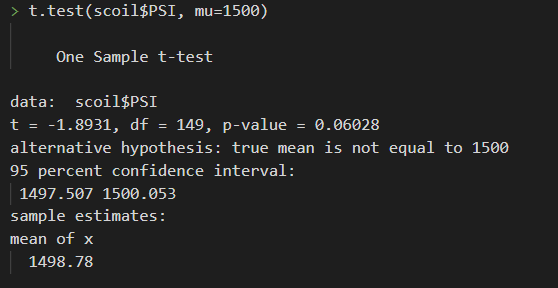 > t.test(scoil$PSI, mu=1500)
One Sample t-test
data:  scoil$PSI
t = -1.8931, df = 149, p-value = 0.06028
alternative hypothesis: true mean is not equal to 1500
95 percent confidence interval:
1497.507 1500.053
sample estimates:
mean of x
1498.78